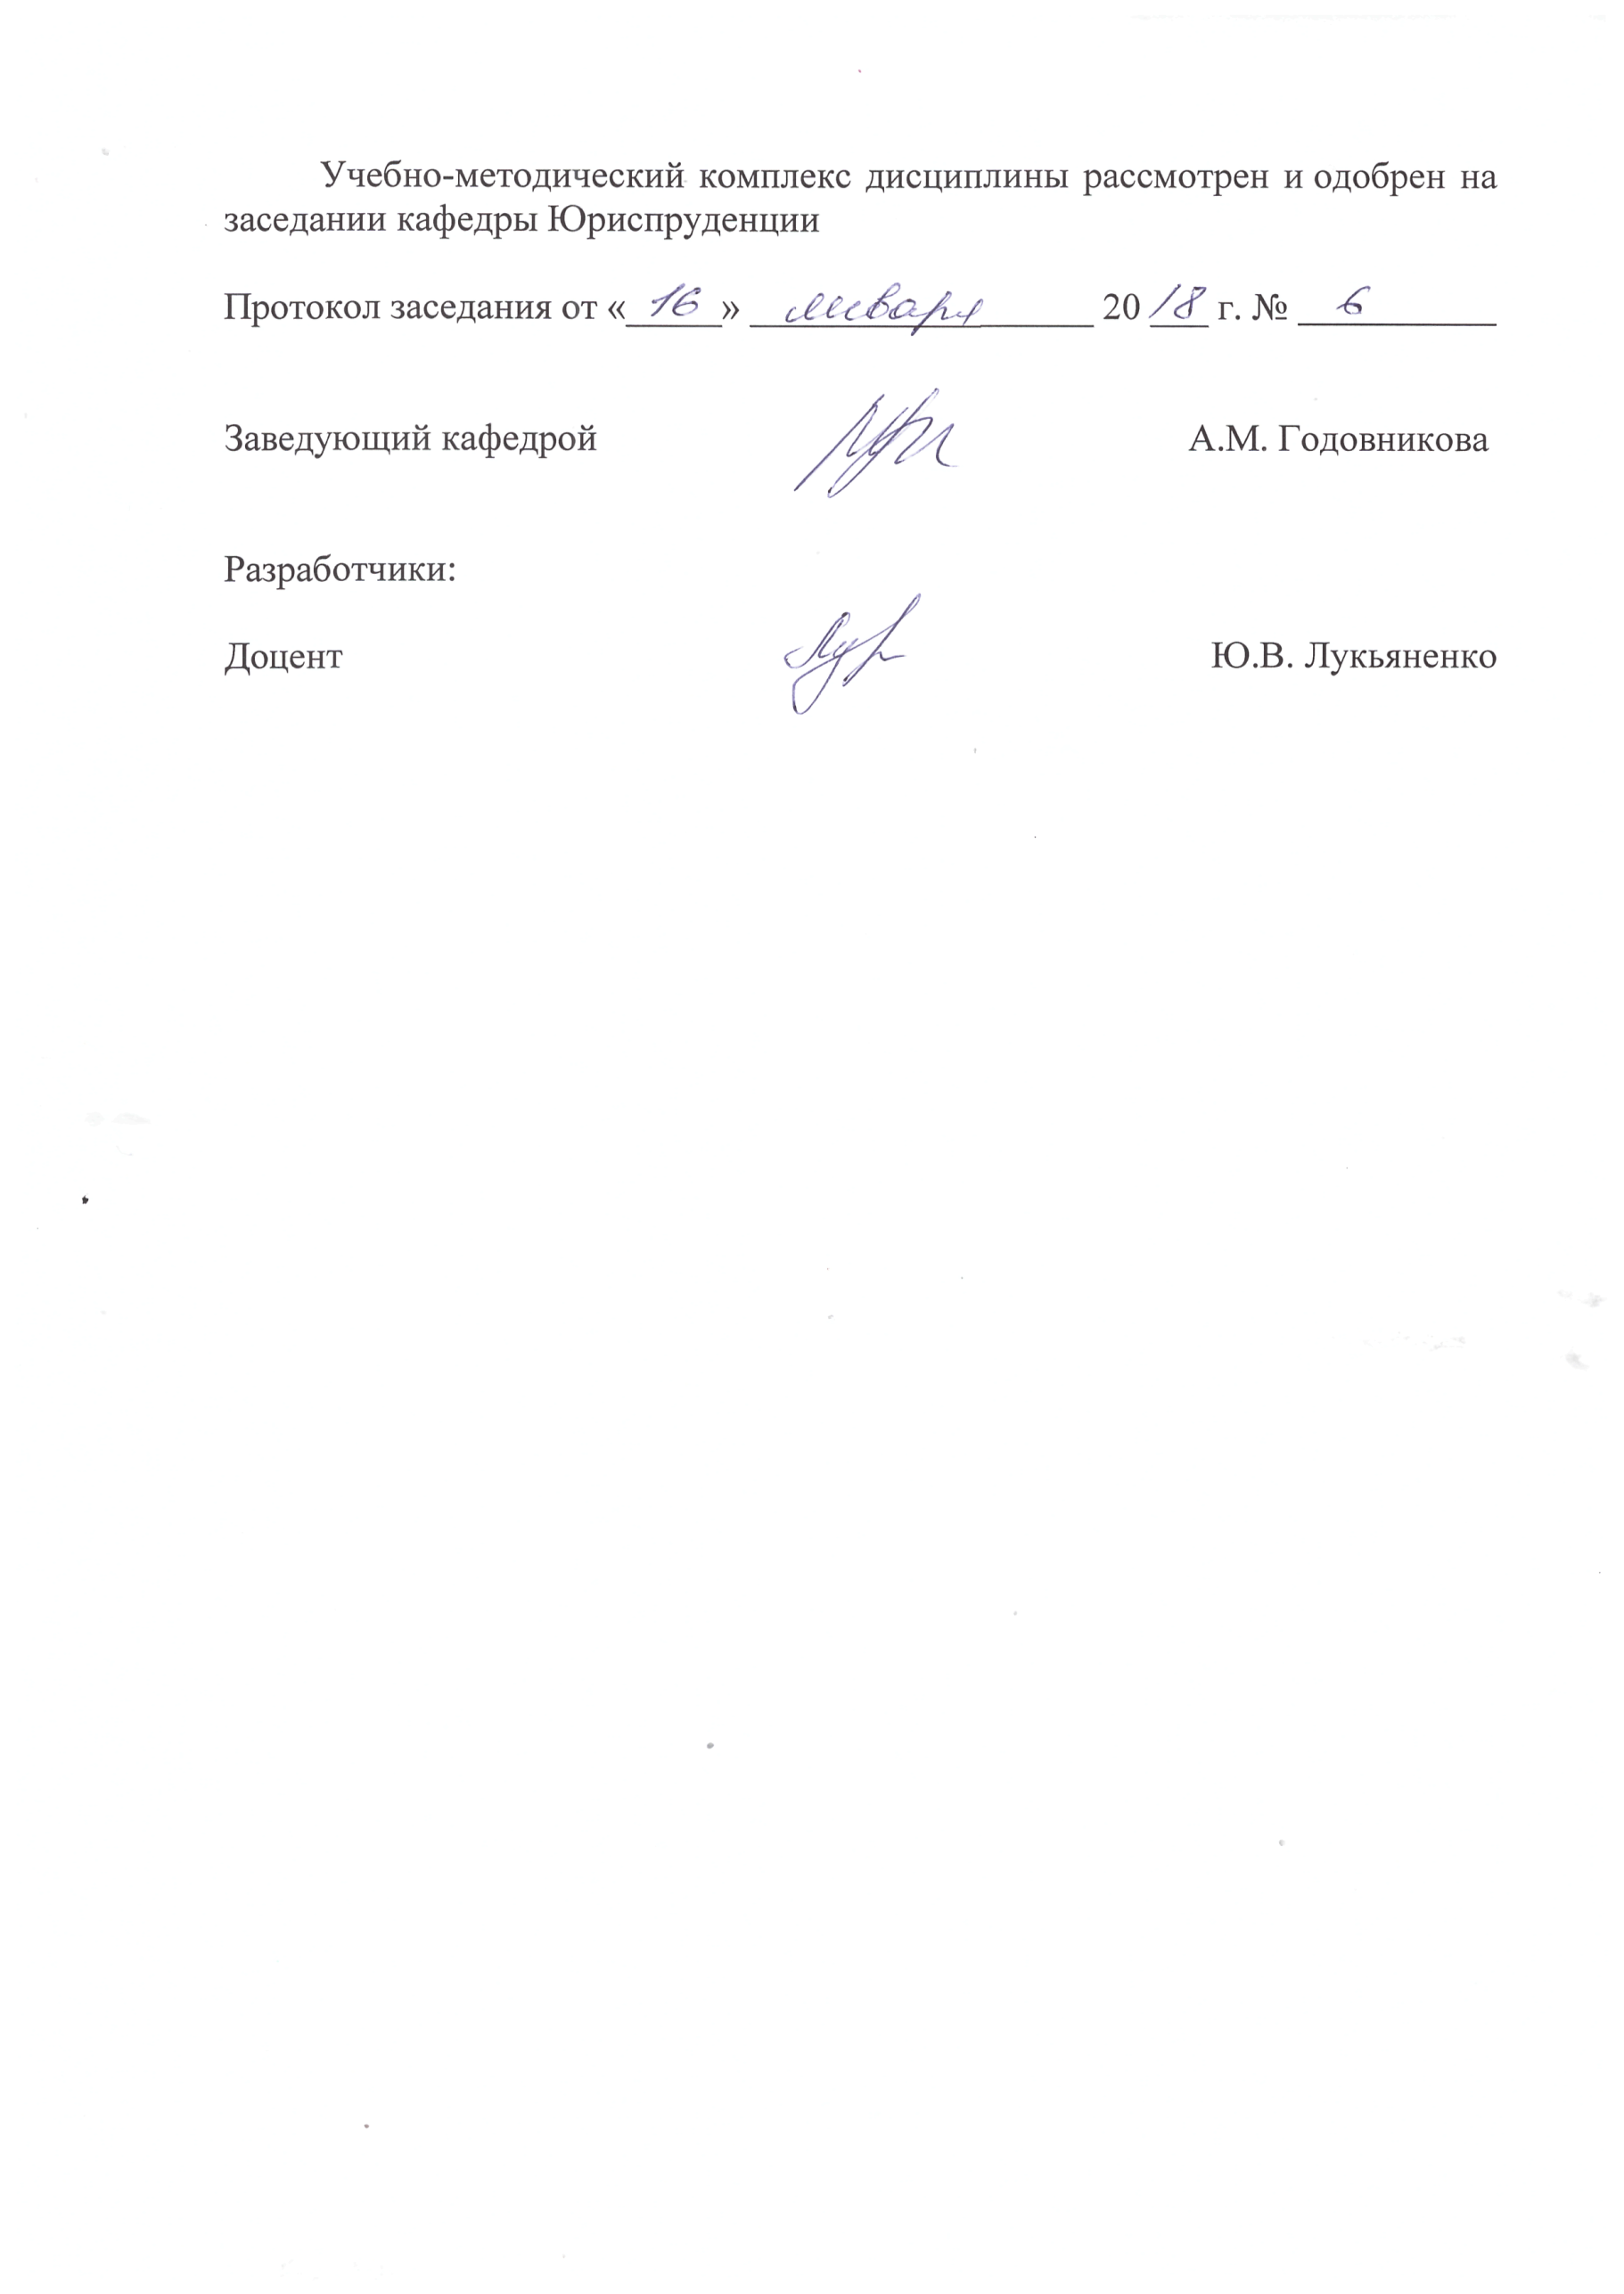 Учебно-методический комплекс дисциплины рассмотрен и одобрен на
заседании кафедры Юриспруденции
Протокол заседания от « 16 » января 20 18 г. № 6
Заведующий кафедрой А.М. Годовникова
Разработчики:
Доцент Ю.В. Лукьяненко